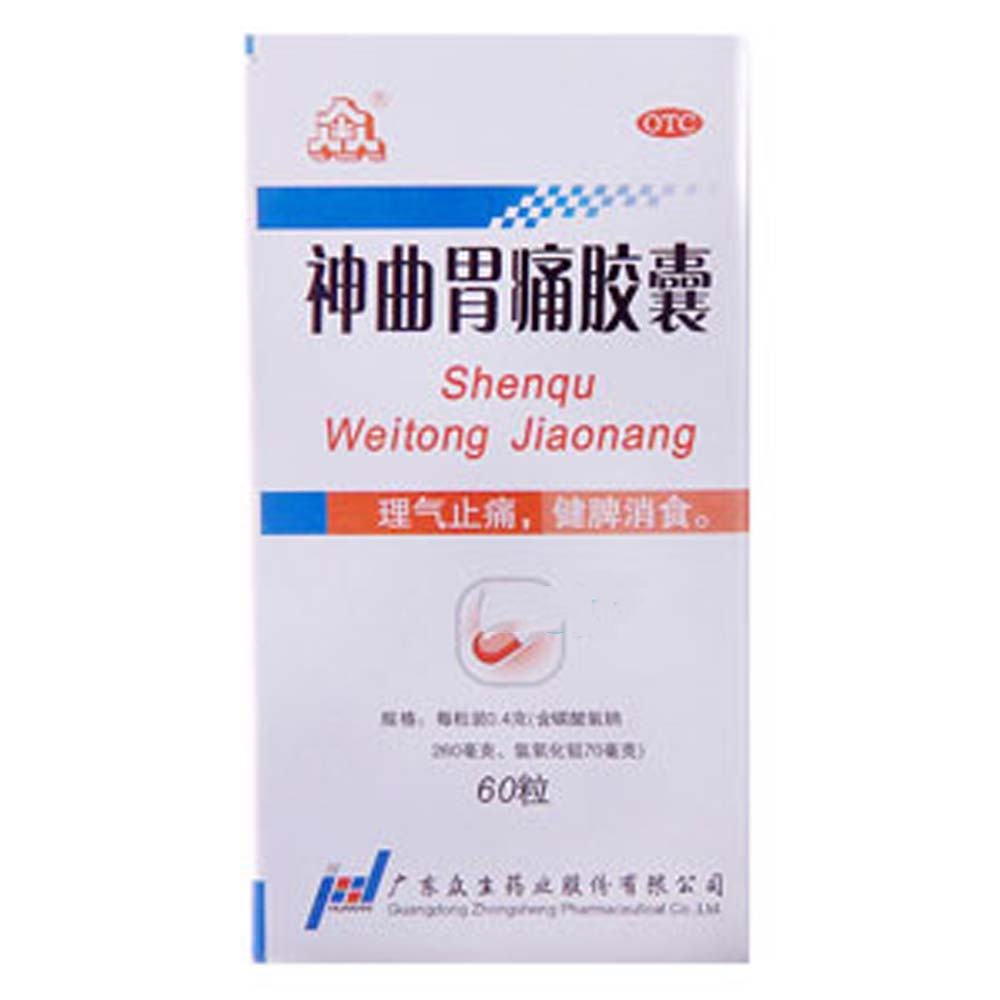 OTC
神曲胃痛胶囊
Shenqu
Weitong Jiaonang
理气止痛，健脾消食。
规格：每粒装0.4克(含碳酸氢钠
260毫克、氢氧化铝70毫克)
60粒
广东众生药业股份有限公司
Guangdong Zhongsheng Pharmaceutical Co.,Ltd.